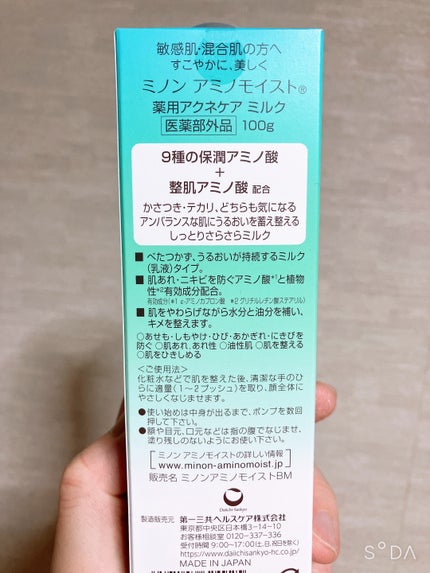 敏感肌・混合肌の方へ
すこやかに、美しく
ミノン アミノモイスト®
薬用アクネケア ミルク
医薬部外品 100g
9種の保潤アミノ酸
+
整肌アミノ酸 配合
かさつき・テカリ、どちらも気になる
アンバランスな肌にうるおいを蓄え整える
しっとりさらさらミルク
■ べたつかず、うるおいが持続するミルク
(乳液)タイプ。
■ 肌あれ・ニキビを防ぐアミノ酸*1と植物
性*2有効成分配合。
有効成分(*1 ε-アミノカプロン酸 *2 グリチルレチン酸ステアリル)
■ 肌をやわらげながら水分と油分を補い、
キメを整えます。
○あせも・しもやけ・ひび・あかぎれ・にきびを
防ぐ ○肌あれ、あれ性 ○油性肌 ○肌を整える
○肌をひきしめる
<ご使用法>
化粧水などで肌を整えた後、清潔な手のひ
らに適量(1〜2プッシュ)を取り、顔全体に
やさしくなじませます。
●使い始めは中身が出るまで、ポンプを数回
押して下さい。
●額や目元、口元などは指の腹でなじませ、
塗り残しのないようにお使い下さい。
ミノン アミノモイストの詳しい情報
www.minon-aminomoist.jp
販売名 ミノンアミノモイストBM
Daiichi-Sankyo
製造販売元 第一三共ヘルスケア株式会社
東京都中央区日本橋3-14-10
お客様相談室 0120-337-336
受付時間 9:00〜17:00(土、日、祝日を除く)
https://www.daiichisankyo-hc.co.jp/
MADE IN JAPAN
SODA